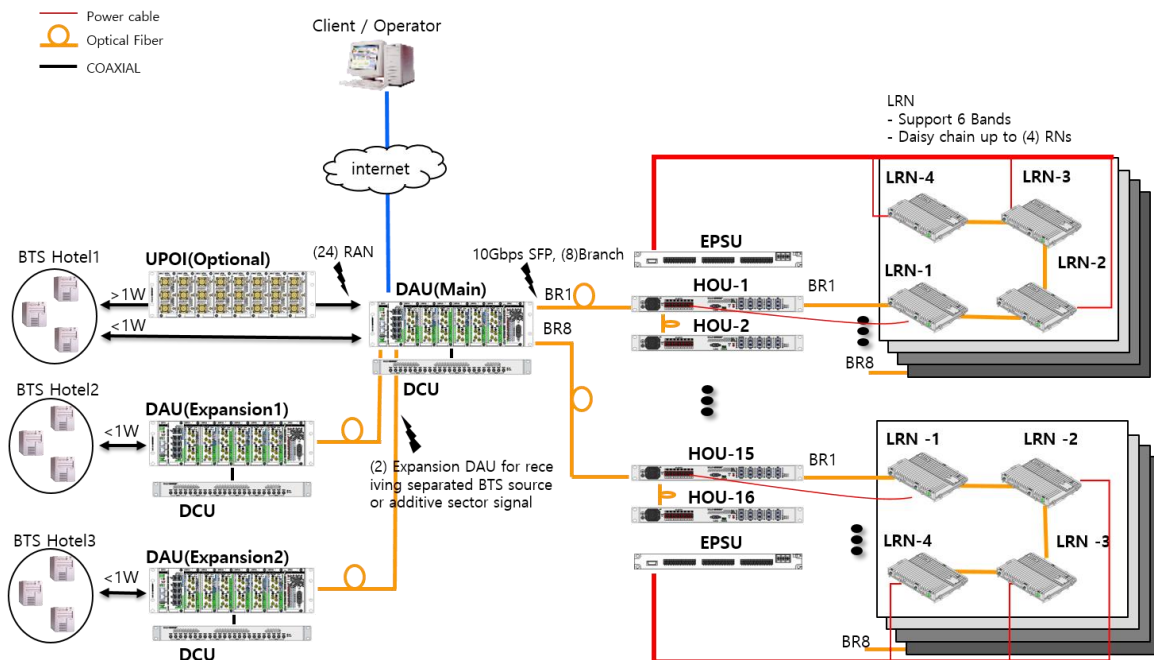 Power cable
Optical Fiber
COAXIAL
Client / Operator
internet
LRN
- Support 6 Bands
- Daisy chain up to (4) RNs
LRN-4
LRN-3
LRN-1
LRN-2
BR8
EPSU
(24) RAN
10Gbps SFP, (8)Branch
BTS Hotel1
UPOI(Optional)
>1W
<1W
DAU(Main)
BR1
BR8
HOU-1
BR1
HOU-2
DCU
BTS Hotel2
DAU(Expansion1)
<1W
DCU
(2) Expansion DAU for rece
iving separated BTS source
or additive sector signal
HOU-15
BR1
HOU-16
EPSU
LRN -1
LRN -2
LRN-4
LRN -3
BR8
BTS Hotel3
DAU(Expansion2)
<1W
DCU